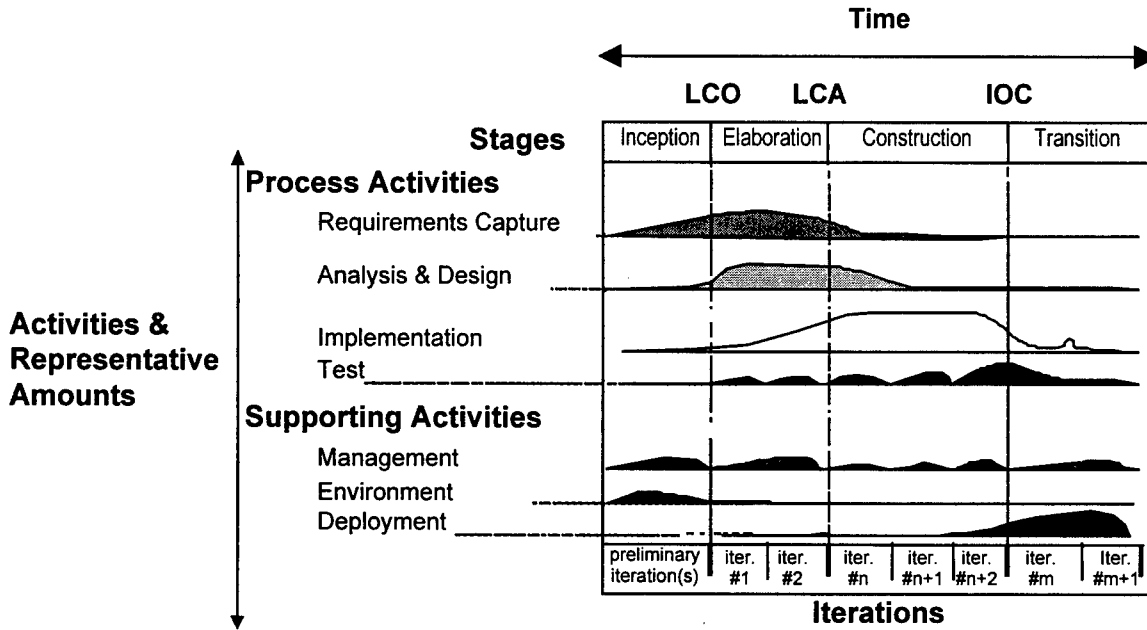 Time
LCO LCA IOC
Stages Inception Elaboration Construction Transition
Process Activities
Requirements Capture
Analysis & Design
Activities &
Representative
Amounts
Implementation
Test
Supporting Activities
Management
Environment
Deployment
preliminary iteration(s) iter. #1 iter. #2 iter. #n iter. #n+1 iter. #n+2 iter. #m Iter. #m+1
Iterations